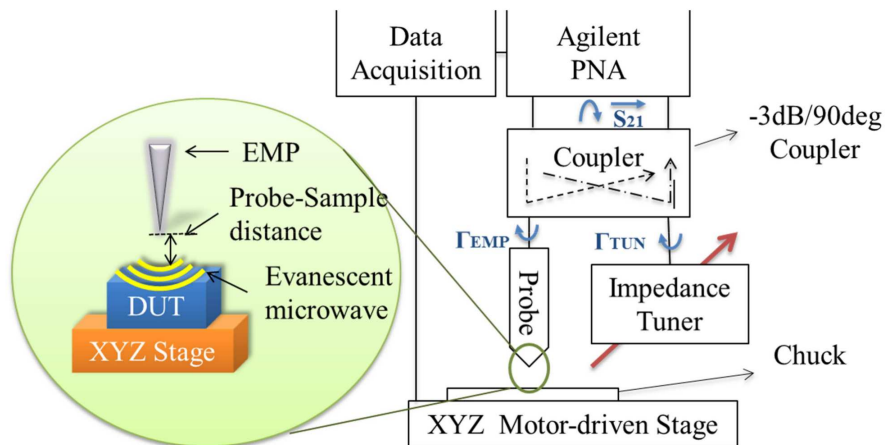 Data
Acquisition
Agilent
PNA
S21
-3dB/90deg
Coupler
Coupler
EMP
Probe-Sample
distance
ΓEMP
ΓTUN
Evanescent
microwave
Probe
Impedance
Tuner
DUT
XYZ Stage
Chuck
XYZ Motor-driven Stage